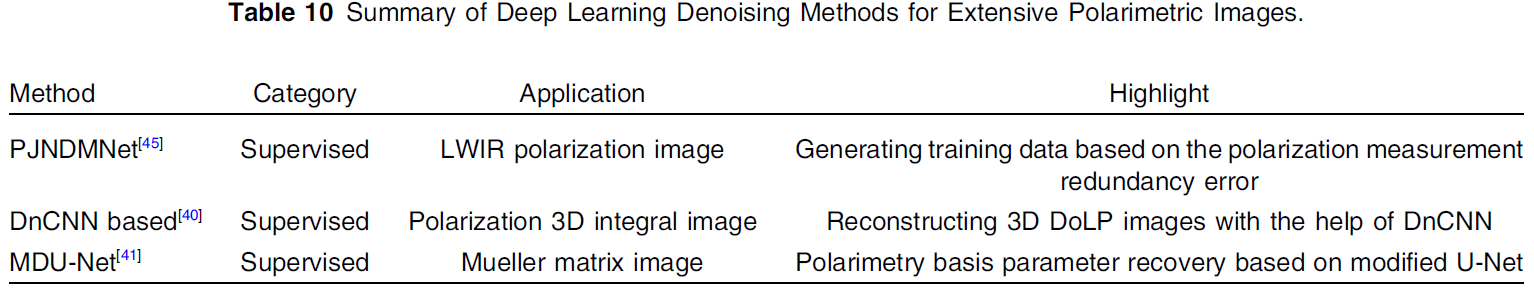 Table 10 Summary of Deep Learning Denoising Methods for Extensive Polarimetric Images.
Method Category Application Highlight
PJNDMNet[45] Supervised LWIR polarization image Generating training data based on the polarization measurement
redundancy error
DnCNN based[40] Supervised Polarization 3D integral image Reconstructing 3D DoLP images with the help of DnCNN
MDU-Net[41] Supervised Mueller matrix image Polarimetry basis parameter recovery based on modified U-Net